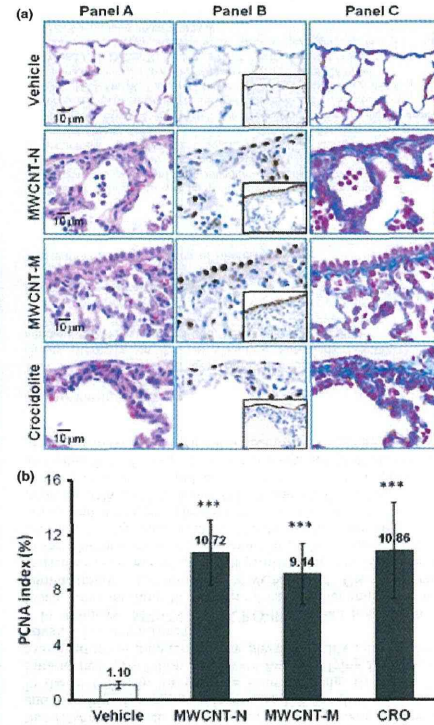 (a) Panel A Panel B Panel C
Vehicle
10 µm
MWCNT-N
10 µm
MWCNT-M
10 µm
Crocidolite
10 µm
(b)
PCNA index (%)
16
12
8
4
0
1.10
***
10.72
***
9.14
***
10.86
Vehicle MWCNT-N MWCNT-M CRO